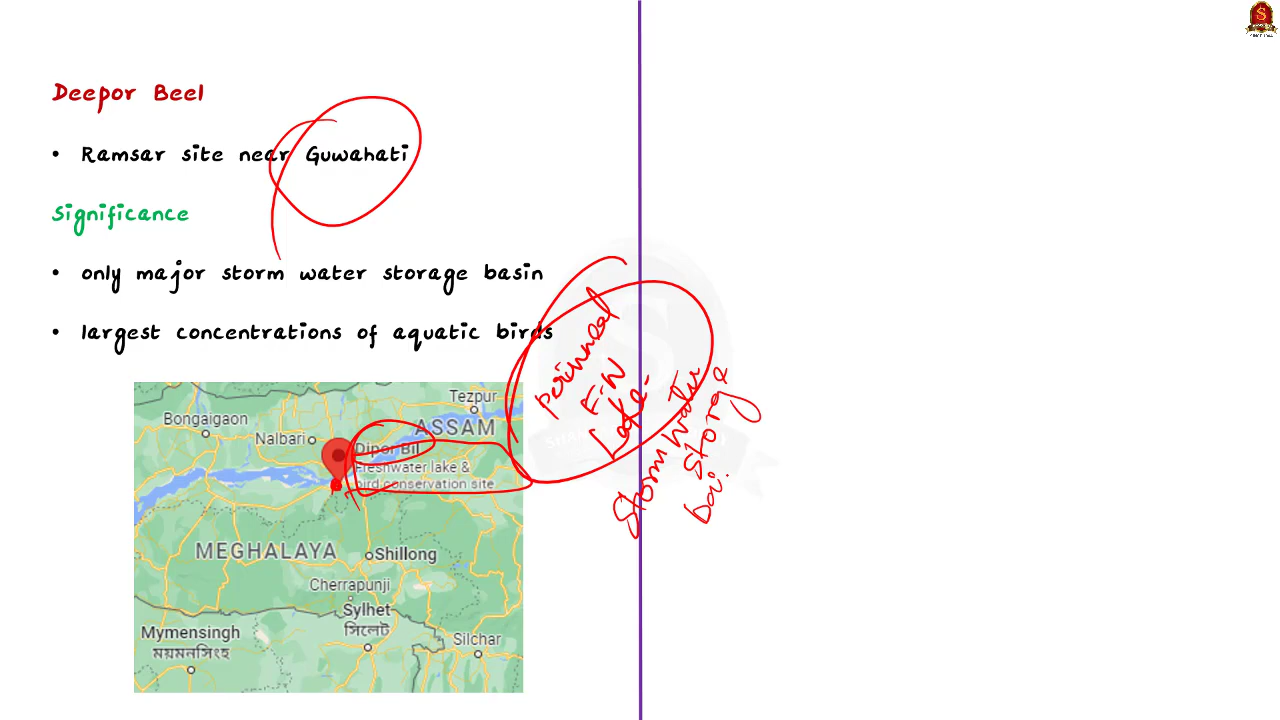 Deepor Beel
• Ramsar site near Guwahati
Significance
• only major storm water storage basin
• largest concentrations of aquatic birds
Perinneal
F.W
Lake
Storm Water
Storge
Tezpur
Bongaigaon
ASSAM
Nalbari
Dipor Bil
Freshwater lake &
bird conservation site
MEGHALAYA
Shillong
Cherrapunji
Sylhet
সিলেট
Mymensingh
ময়মনসিংহ
Silchar